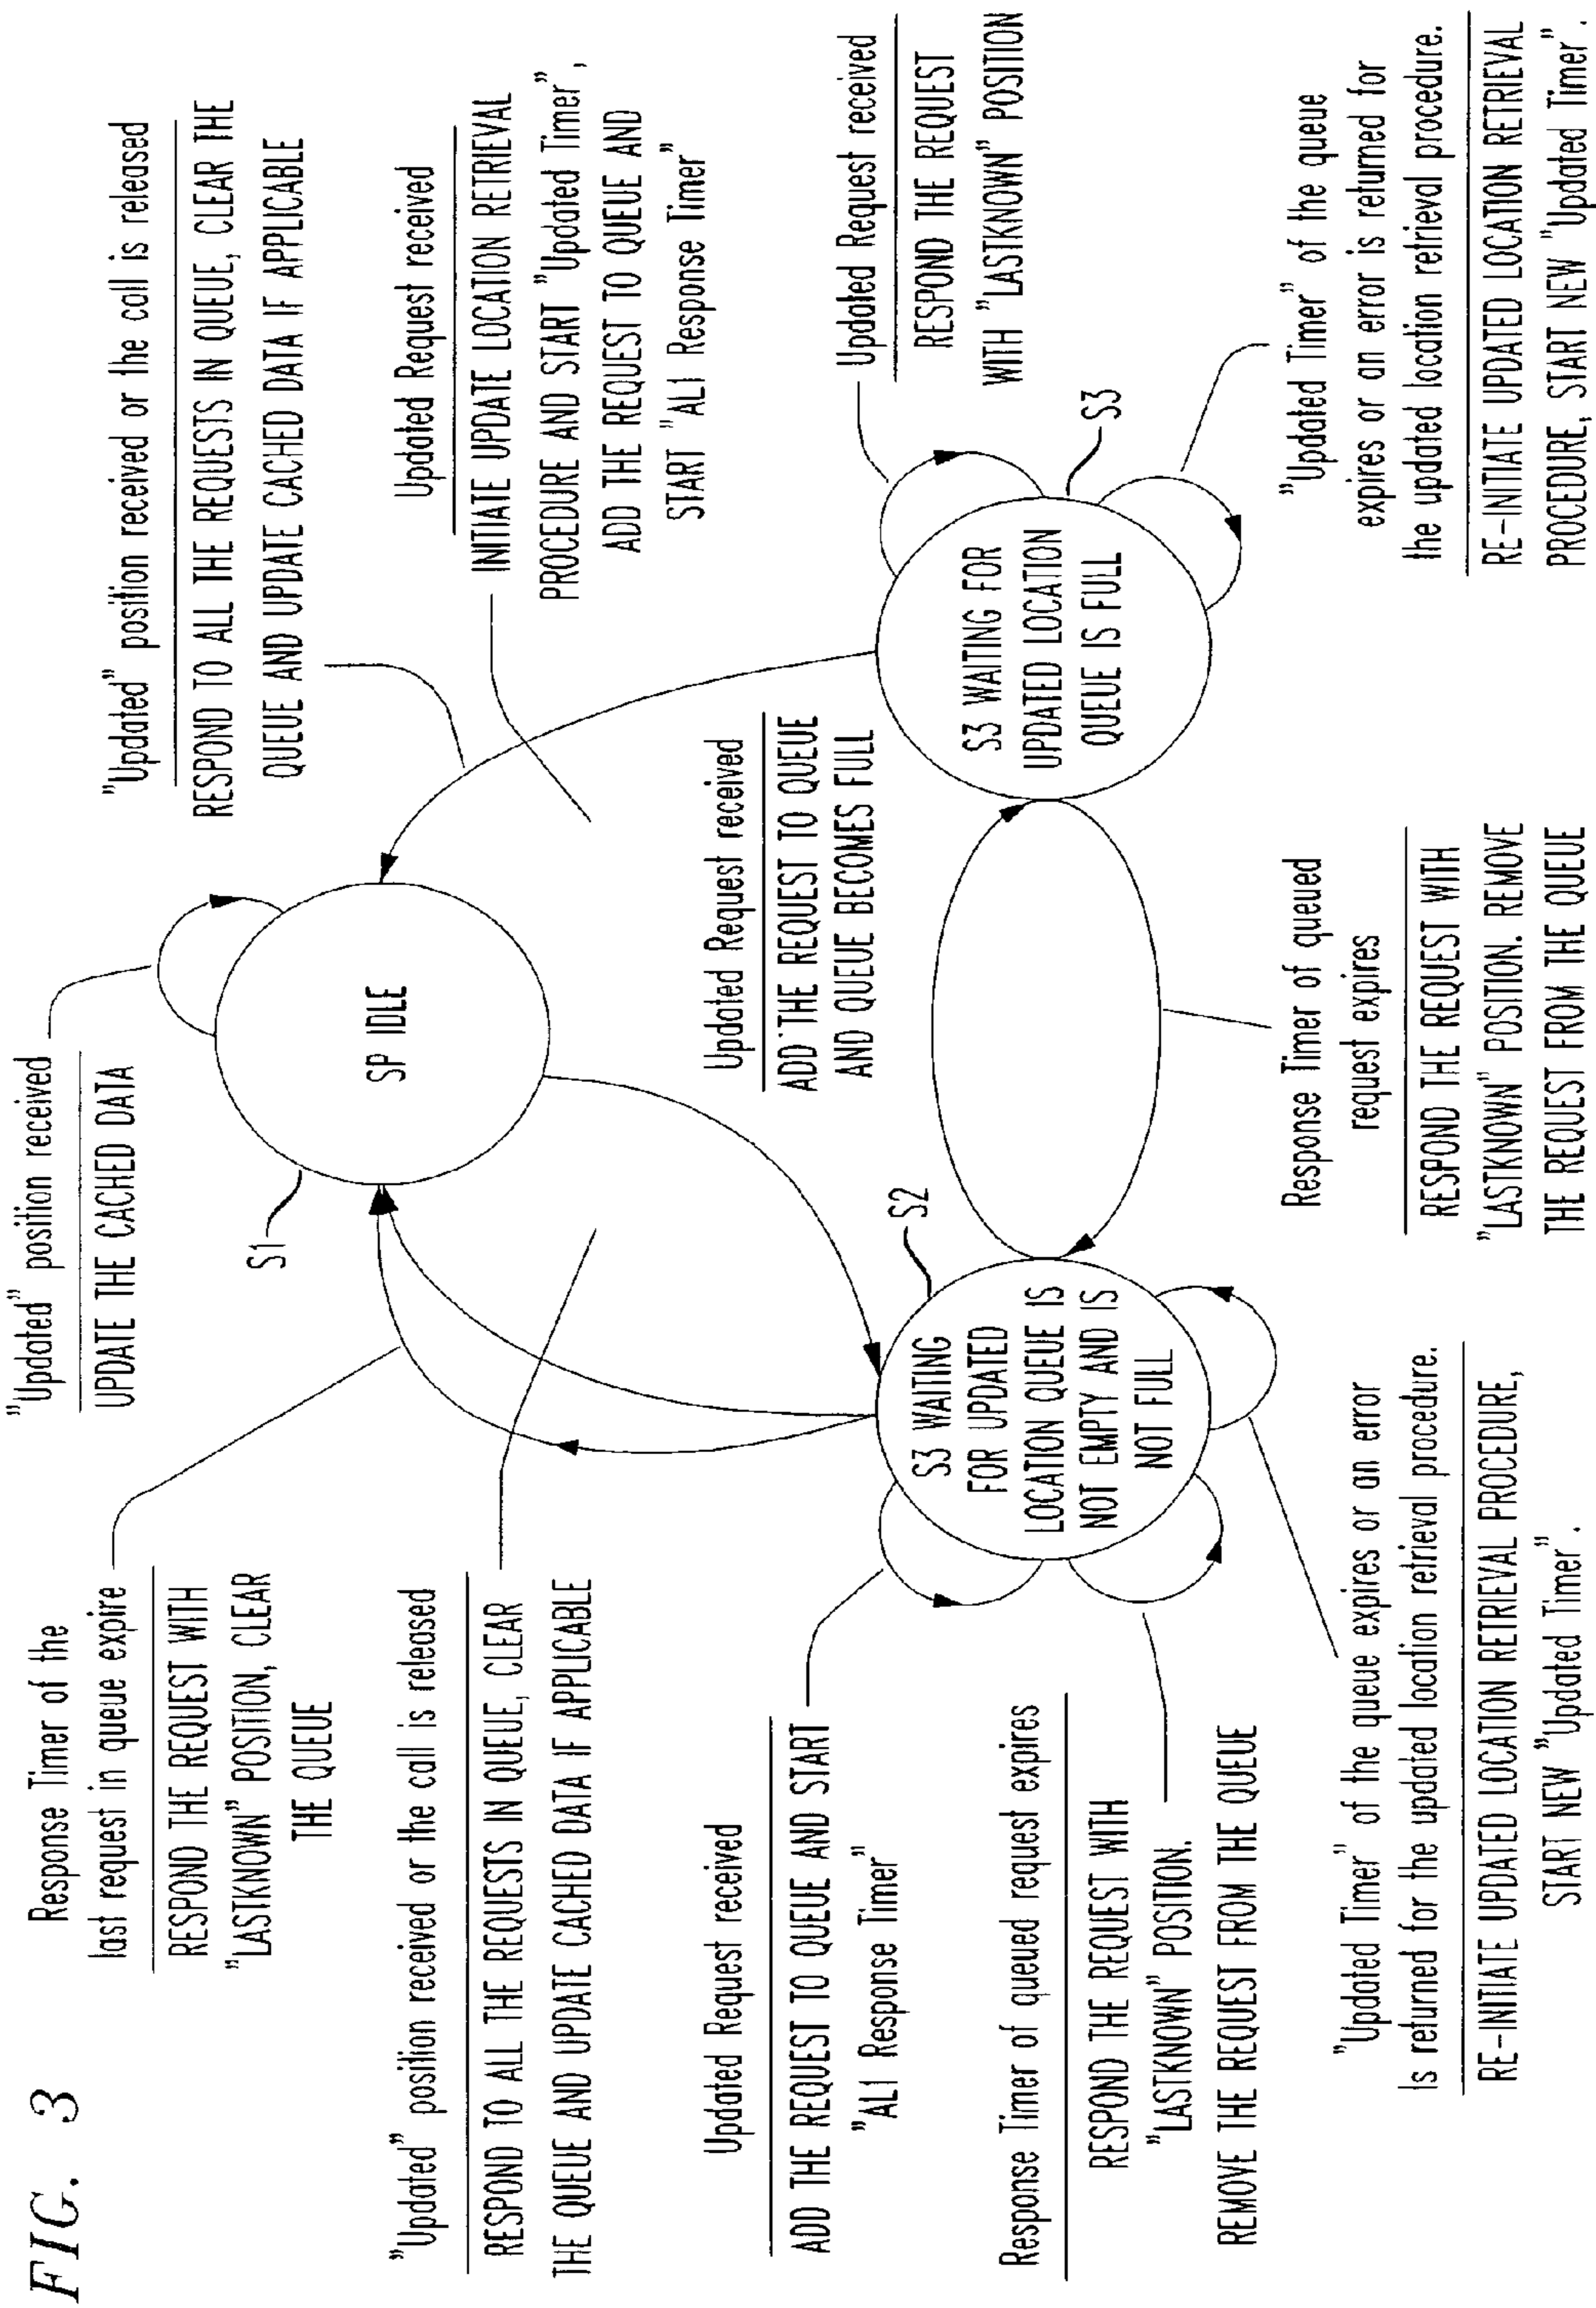 FIG. 3
Response Timer of the
last request in queue expire
RESPOND THE REQUEST WITH
"LASTKNOWN" POSITION, CLEAR
THE QUEUE
"Updated" position received
UPDATE THE CACHED DATA
"Updated" position received or the call is released
RESPOND TO ALL THE REQUESTS IN QUEUE, CLEAR THE
QUEUE AND UPDATE CACHED DATA IF APPLICABLE
S1
SP IDLE
"Updated" position received or the call is released
RESPOND TO ALL THE REQUESTS IN QUEUE, CLEAR
THE QUEUE AND UPDATE CACHED DATA IF APPLICABLE
Updated Request received
INITIATE UPDATE LOCATION RETRIEVAL
PROCEDURE AND START "Updated Timer",
ADD THE REQUEST TO QUEUE AND
START "AL1 Response Timer"
Updated Request received
ADD THE REQUEST TO QUEUE AND START
"AL1 Response Timer"
Updated Request received
ADD THE REQUEST TO QUEUE
AND QUEUE BECOMES FULL
Updated Request received
RESPOND THE REQUEST
WITH "LASTKNOWN" POSITION
S2
S3 WAITING
FOR UPDATED
LOCATION QUEUE IS
NOT EMPTY AND IS
NOT FULL
S3 WAITING FOR
UPDATED LOCATION
QUEUE IS FULL
S3
Response Timer of queued request expires
RESPOND THE REQUEST WITH
"LASTKNOWN" POSITION.
REMOVE THE REQUEST FROM THE QUEUE
"Updated Timer" of the queue expires or an error
Is returned for the updated location retrieval procedure.
RE-INITIATE UPDATED LOCATION RETRIEVAL PROCEDURE,
START NEW "Updated Timer".
Response Timer of queued
request expires
RESPOND THE REQUEST WITH
"LASTKNOWN" POSITION. REMOVE
THE REQUEST FROM THE QUEUE
"Updated Timer" of the queue
expires or an error is returned for
the updated location retrieval procedure.
RE-INITIATE UPDATED LOCATION RETRIEVAL
PROCEDURE, START NEW "Updated Timer".